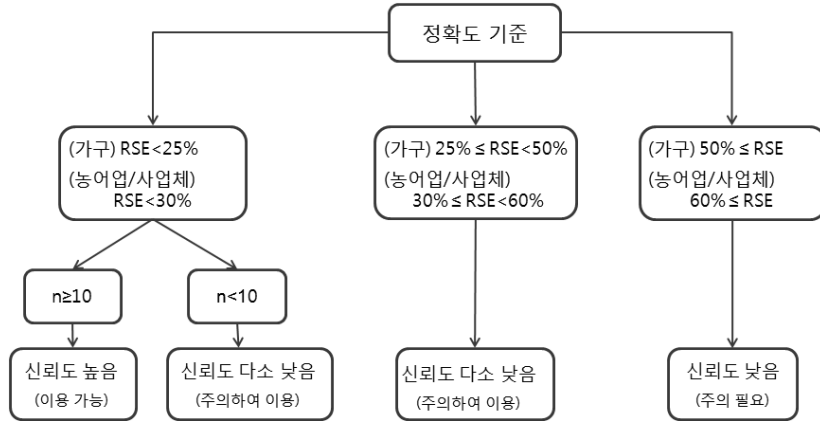 정확도 기준
(가구) RSE<25%
(농어업/사업체)
RSE<30%
(가구) 25% ≤ RSE<50%
(농어업/사업체)
30% ≤ RSE<60%
(가구) 50% ≤ RSE
(농어업/사업체)
60% ≤ RSE
n≥10
n<10
신뢰도 높음
(이용 가능)
신뢰도 다소 낮음
(주의하여 이용)
신뢰도 다소 낮음
(주의하여 이용)
신뢰도 낮음
(주의 필요)